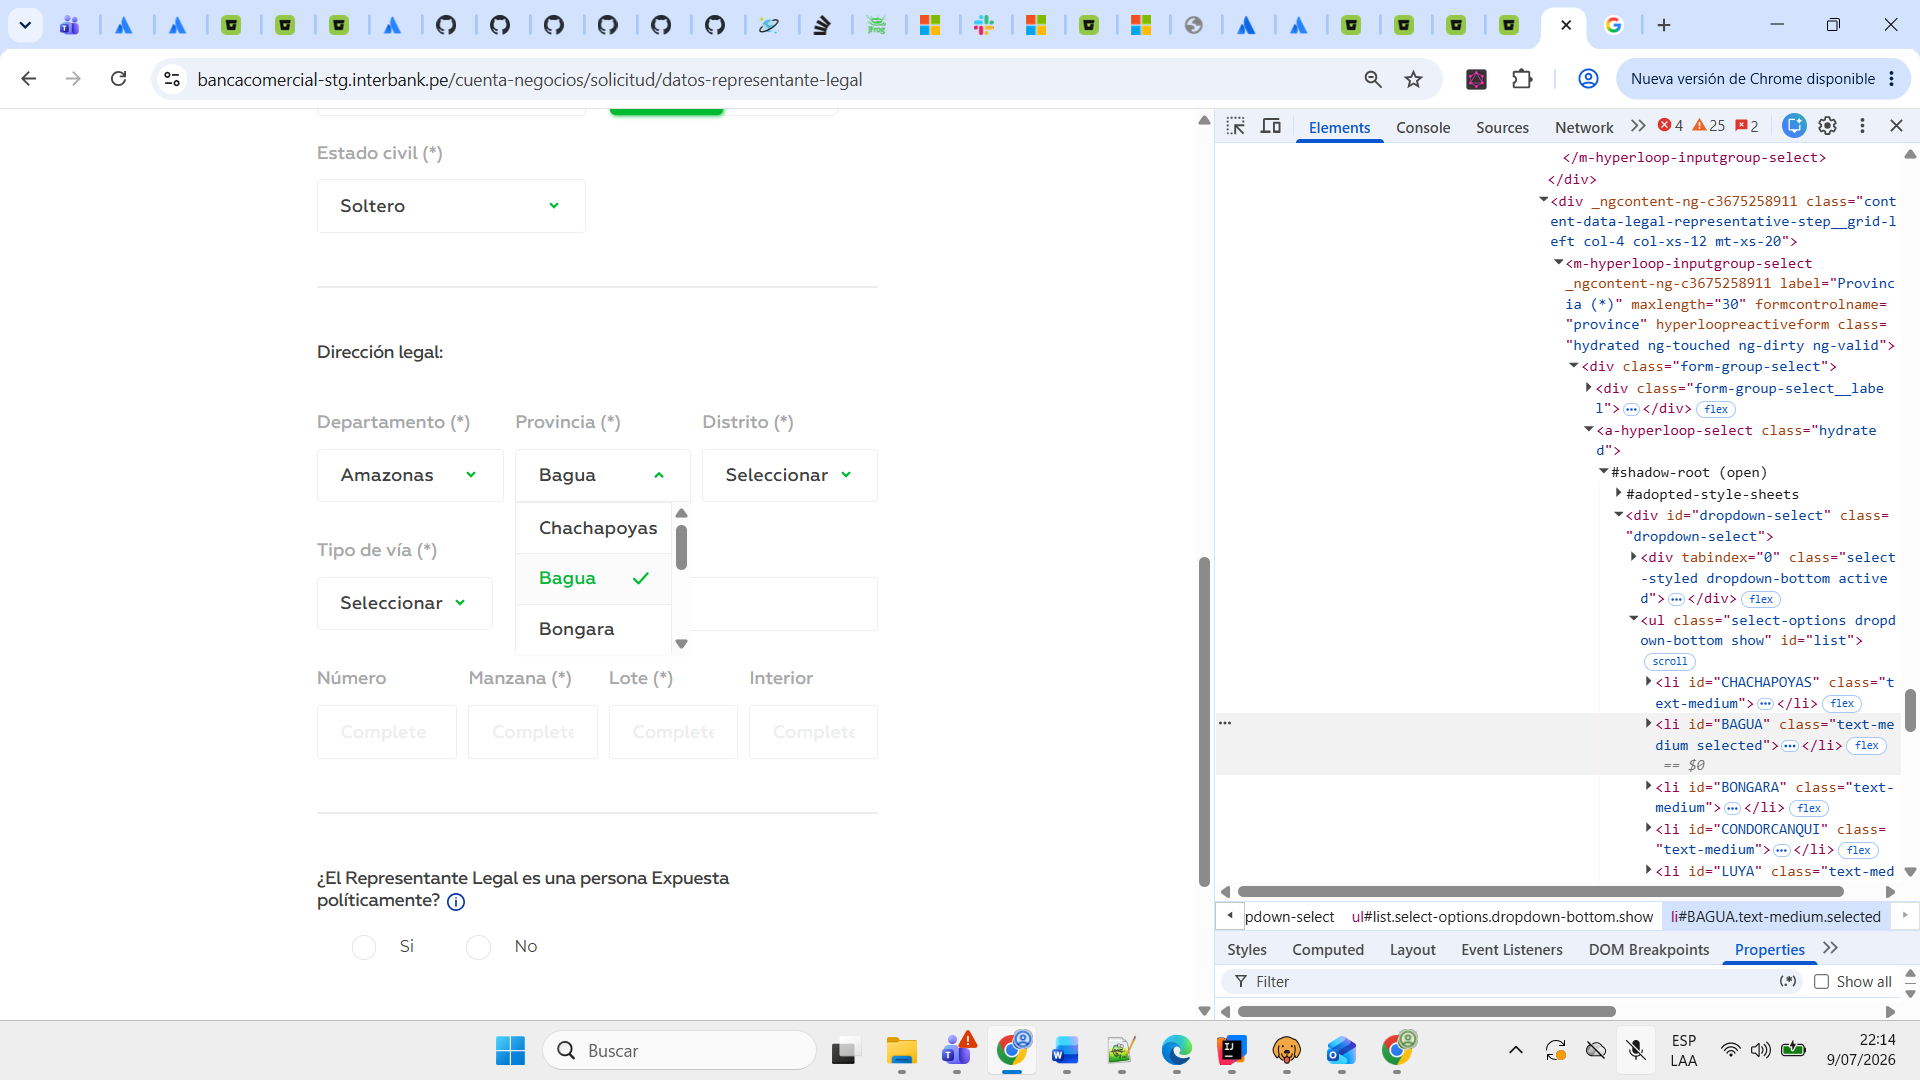 bancacomercial-stg.interbank.pe/cuenta-negocios/solicitud/datos-representante-legal
Nueva versión de Chrome disponible
Estado civil (*)
Soltero
Dirección legal:
Departamento (*) Provincia (*) Distrito (*)
Amazonas Bagua Seleccionar
Chachapoyas
Bagua
Bongara
Tipo de vía (*)
Seleccionar
Número Manzana (*) Lote (*) Interior
Complete Complete Complete Complete
¿El Representante Legal es una persona Expuesta
políticamente?
Si No
Elements Console Sources Network 4 25 2
</m-hyperloop-inputgroup-select>
</div>
<div _ngcontent-ng-c3675258911 class="cont
ent-data-legal-representative-step__grid-l
eft col-4 col-xs-12 mt-xs-20">
<m-hyperloop-inputgroup-select
_ngcontent-ng-c3675258911 label="Provinc
ia (*)" maxlength="30" formcontrolname=
"province" hyperloopreactiveform class=
"hydrated ng-touched ng-dirty ng-valid">
<div class="form-group-select">
<div class="form-group-select__labe
l">…</div> flex
<a-hyperloop-select class="hydrate
d">
#shadow-root (open)
#adopted-style-sheets
<div id="dropdown-select" class=
"dropdown-select">
<div tabindex="0" class="select
-styled dropdown-bottom active
d">…</div> flex
<ul class="select-options dropd
own-bottom show" id="list">
scroll
<li id="CHACHAPOYAS" class="t
ext-medium">…</li> flex
… <li id="BAGUA" class="text-me
dium selected">…</li> flex
== $0
<li id="BONGARA" class="text-
medium">…</li> flex
<li id="CONDORCANQUI" class=
"text-medium">…</li> flex
<li id="LUYA" class="text-med
pdown-select ul#list.select-options.dropdown-bottom.show li#BAGUA.text-medium.selected
Styles Computed Layout Event Listeners DOM Breakpoints Properties
Filter (.*) Show all
Buscar
ESP
LAA
22:14
9/07/2026